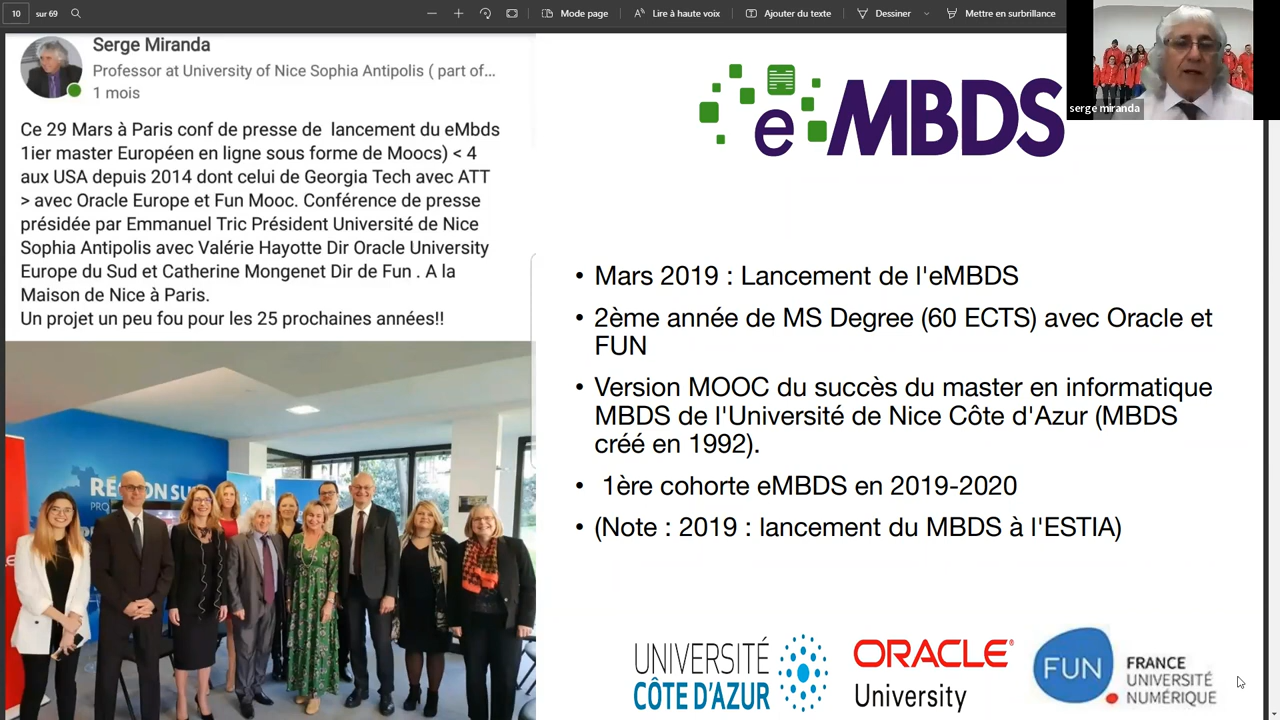 10 sur 69
Mode page
Lire à haute voix
Ajouter du texte
Dessiner
Mettre en surbrillance
serge miranda
Serge Miranda
Professor at University of Nice Sophia Antipolis ( part of...
1 mois
Ce 29 Mars à Paris conf de presse de lancement du eMbds
1ier master Européen en ligne sous forme de Moocs) < 4
aux USA depuis 2014 dont celui de Georgia Tech avec ATT
> avec Oracle Europe et Fun Mooc. Conférence de presse
présidée par Emmanuel Tric Président Université de Nice
Sophia Antipolis avec Valérie Hayotte Dir Oracle University
Europe du Sud et Catherine Mongenet Dir de Fun . A la
Maison de Nice à Paris.
Un projet un peu fou pour les 25 prochaines années!!
RÉGION SUD
eMBDS
• Mars 2019 : Lancement de l'eMBDS
• 2ème année de MS Degree (60 ECTS) avec Oracle et
FUN
• Version MOOC du succès du master en informatique
MBDS de l'Université de Nice Côte d'Azur (MBDS
créé en 1992).
• 1ère cohorte eMBDS en 2019-2020
• (Note : 2019 : lancement du MBDS à l'ESTIA)
UNIVERSITÉ
CÔTE D'AZUR
ORACLE®
University
FUN
FRANCE
UNIVERSITÉ
NUMÉRIQUE